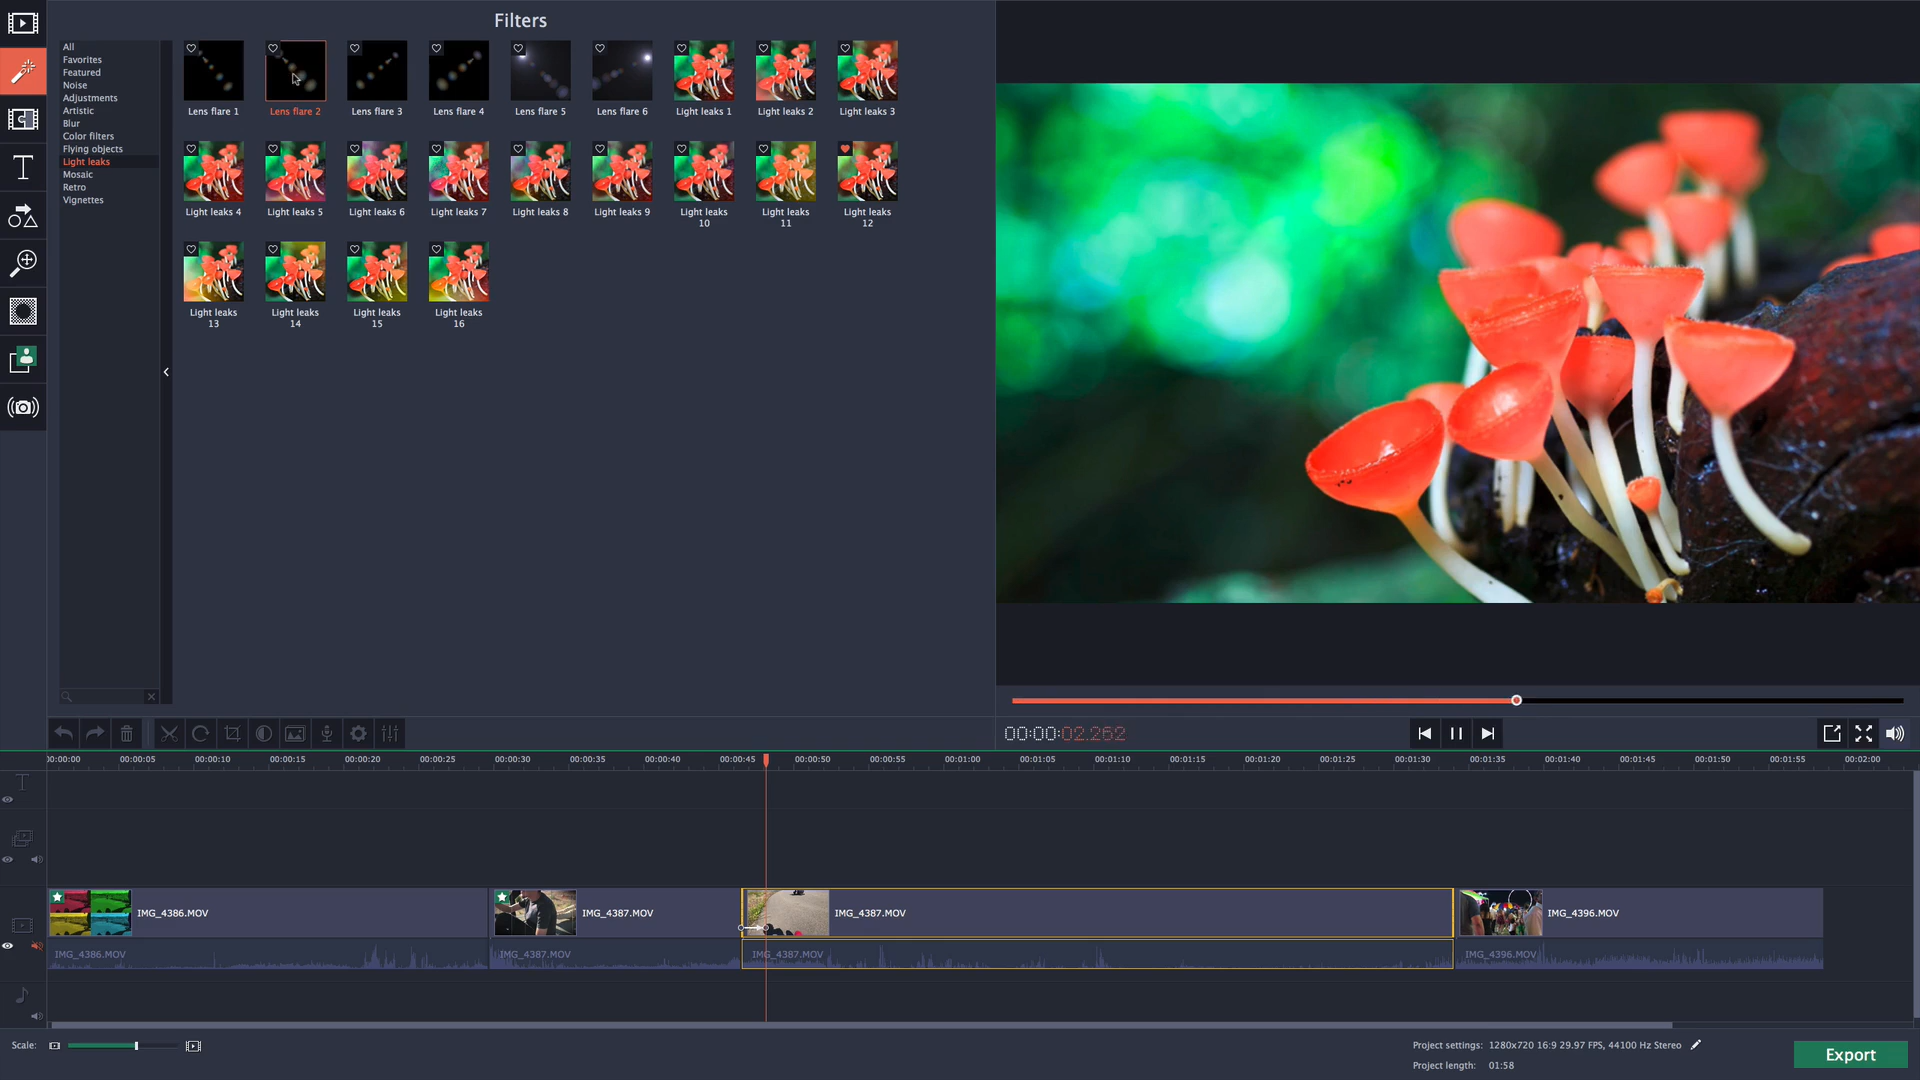 Filters
All
Favorites
Featured
Noise
Adjustments
Artistic
Blur
Color filters
Flying objects
Light leaks
Mosaic
Retro
Vignettes
Lens flare 1
Lens flare 2
Lens flare 3
Lens flare 4
Lens flare 5
Lens flare 6
Light leaks 1
Light leaks 2
Light leaks 3
Light leaks 4
Light leaks 5
Light leaks 6
Light leaks 7
Light leaks 8
Light leaks 9
Light leaks
10
Light leaks
11
Light leaks
12
Light leaks
13
Light leaks
14
Light leaks
15
Light leaks
16
00:00:02.262
00:00:00 00:00:05 00:00:10 00:00:15 00:00:20 00:00:25 00:00:30 00:00:35 00:00:40 00:00:45 00:00:50 00:00:55 00:01:00 00:01:05 00:01:10 00:01:15 00:01:20 00:01:25 00:01:30 00:01:35 00:01:40 00:01:45 00:01:50 00:01:55 00:02:00
IMG_4386.MOV
IMG_4387.MOV
IMG_4387.MOV
IMG_4396.MOV
IMG_4386.MOV
IMG_4387.MOV
IMG_4387.MOV
IMG_4396.MOV
Scale:
Project settings: 1280x720 16:9 29.97 FPS, 44100 Hz Stereo
Project length: 01:58
Export